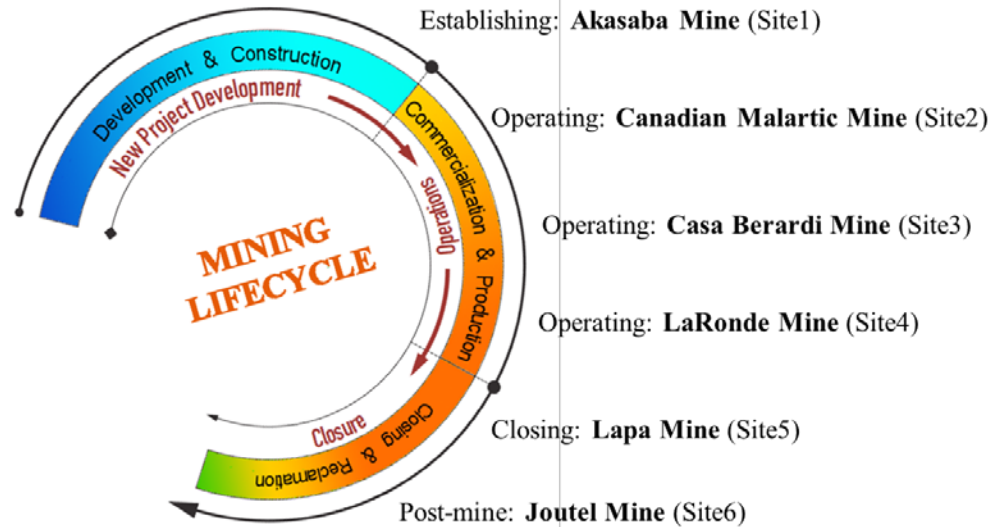 Establishing: Akasaba Mine (Site1)
Development & Construction
New Project Development
Operating: Canadian Malartic Mine (Site2)
Commercialization & Production
Operations
Operating: Casa Berardi Mine (Site3)
MINING
LIFECYCLE
Operating: LaRonde Mine (Site4)
Closing & Reclamation
Closure
Closing: Lapa Mine (Site5)
Post-mine: Joutel Mine (Site6)